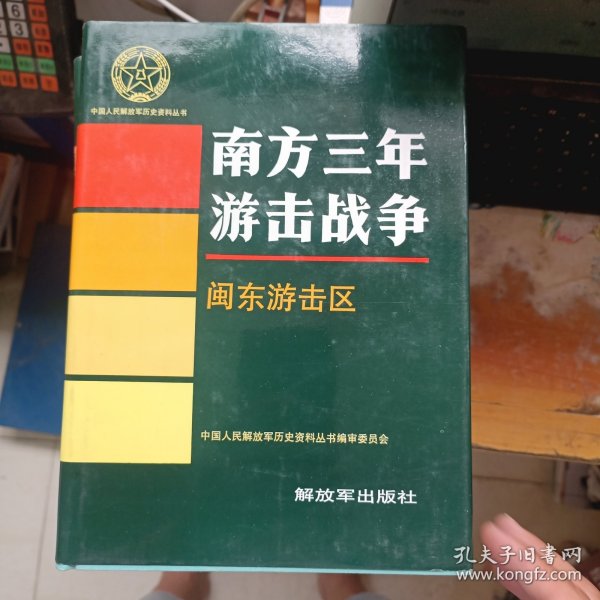 中国人民解放军历史资料丛书
南方三年
游击战争
闽东游击区
中国人民解放军历史资料丛书编审委员会
解放军出版社
孔夫子旧书网
www.kongfz.com